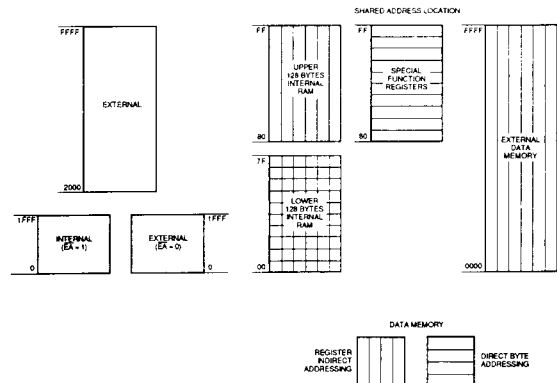 SHARED ADDRESS LOCATION
FFFF
EXTERNAL
2000
1FFF
INTERNAL
(EA = 1)
0
EXTERNAL
(EA = 0)
1FFF
0
FF
UPPER
128 BYTES
INTERNAL
RAM
80
7F
LOWER
128 BYTES
INTERNAL
RAM
00
FF
SPECIAL
FUNCTION
REGISTERS
80
FFFF
EXTERNAL
DATA
MEMORY
0000
DATA MEMORY
REGISTER
INDIRECT
ADDRESSING
DIRECT BYTE
ADDRESSING